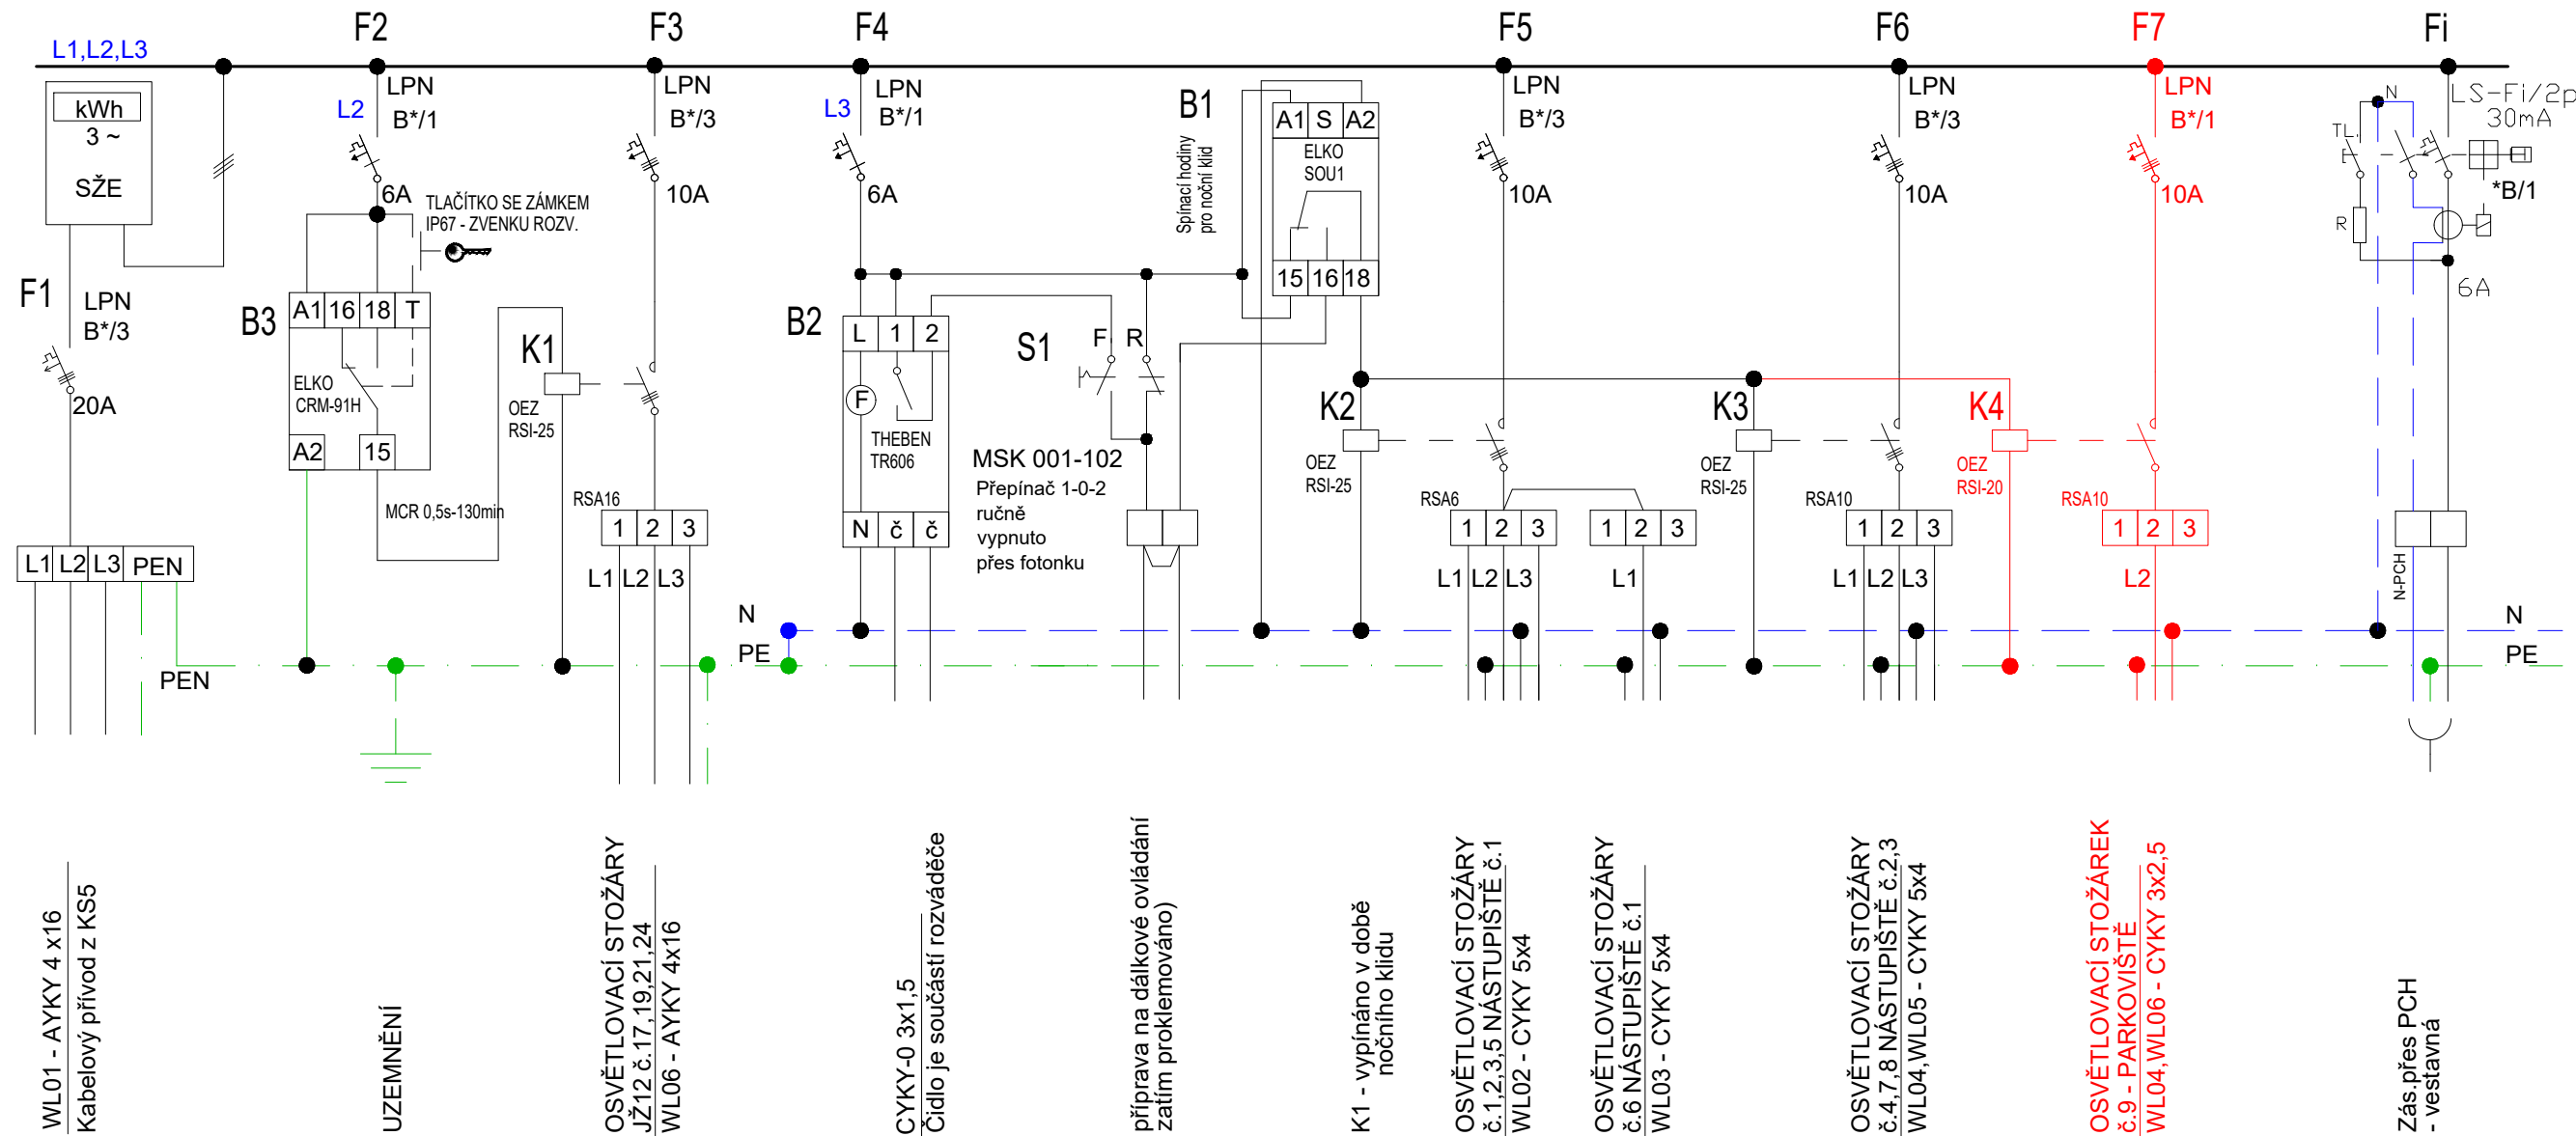 F2
F3
F4
F5
F6
F7
Fi
L1,L2,L3
kWh
3 ~
SŽE
L2
LPN
B*/1
6A
TLAČÍTKO SE ZÁMKEM
IP67 - ZVENKU ROZV.
LPN
B*/3
10A
L3
LPN
B*/1
6A
B1
Spínací hodiny
pro noční klid
A1 S A2
ELKO
SOU1
15 16 18
LPN
B*/3
10A
LPN
B*/3
10A
LPN
B*/1
10A
N
LS-Fi/2p
30mA
TL.
*B/1
R
6A
F1
LPN
B*/3
20A
B3
A1 16 18 T
ELKO
CRM-91H
A2
15
MCR 0,5s-130min
K1
OEZ
RSI-25
RSA16
1 2 3
L1 L2 L3
B2
L 1 2
F
THEBEN
TR606
N č č
S1
F
R
MSK 001-102
Přepínač 1-0-2
ručně
vypnuto
přes fotonku
K2
OEZ
RSI-25
RSA6
1 2 3
L1 L2 L3
1 2 3
L1
K3
OEZ
RSI-25
RSA10
1 2 3
L1 L2 L3
K4
OEZ
RSI-20
RSA10
1 2 3
L2
N-PCH
L1 L2 L3 PEN
PEN
N
PE
N
PE
WL01 - AYKY 4 x16
Kabelový přívod z KS5
UZEMNĚNÍ
OSVĚTLOVACÍ STOŽÁRY
JŽ12 č.17,19,21,24
WL06 - AYKY 4x16
CYKY-0 3x1,5
Čidlo je součástí rozváděče
příprava na dálkové ovládání
zatím proklemováno)
K1 - vypínáno v době
nočního klidu
OSVĚTLOVACÍ STOŽÁRY
č.1,2,3,5 NÁSTUPIŠTĚ č.1
WL02 - CYKY 5x4
OSVĚTLOVACÍ STOŽÁRY
č.6 NÁSTUPIŠTĚ č.1
WL03 - CYKY 5x4
OSVĚTLOVACÍ STOŽÁRY
č.4,7,8 NÁSTUPIŠTĚ č.2,3
WL04,WL05 - CYKY 5x4
OSVĚTLOVACÍ STOŽÁREK
č.9 - PARKOVIŠTĚ
WL04,WL06 - CYKY 3x2,5
Zás.přes PCH
- vestavná